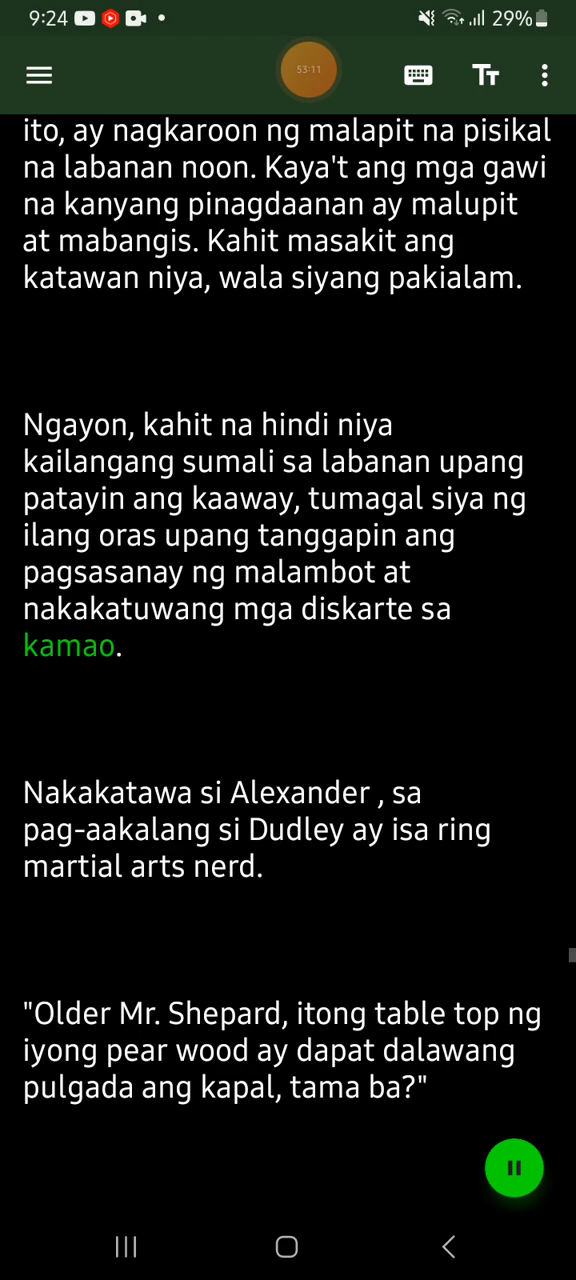 9:24
29%
53:11
ito, ay nagkaroon ng malapit na pisikal
na labanan noon. Kaya't ang mga gawi
na kanyang pinagdaanan ay malupit
at mabangis. Kahit masakit ang
katawan niya, wala siyang pakialam.
Ngayon, kahit na hindi niya
kailangang sumali sa labanan upang
patayin ang kaaway, tumagal siya ng
ilang oras upang tanggapin ang
pagsasanay ng malambot at
nakakatuwang mga diskarte sa
kamao.
Nakakatawa si Alexander , sa
pag-aakalang si Dudley ay isa ring
martial arts nerd.
"Older Mr. Shepard, itong table top ng
iyong pear wood ay dapat dalawang
pulgada ang kapal, tama ba?"